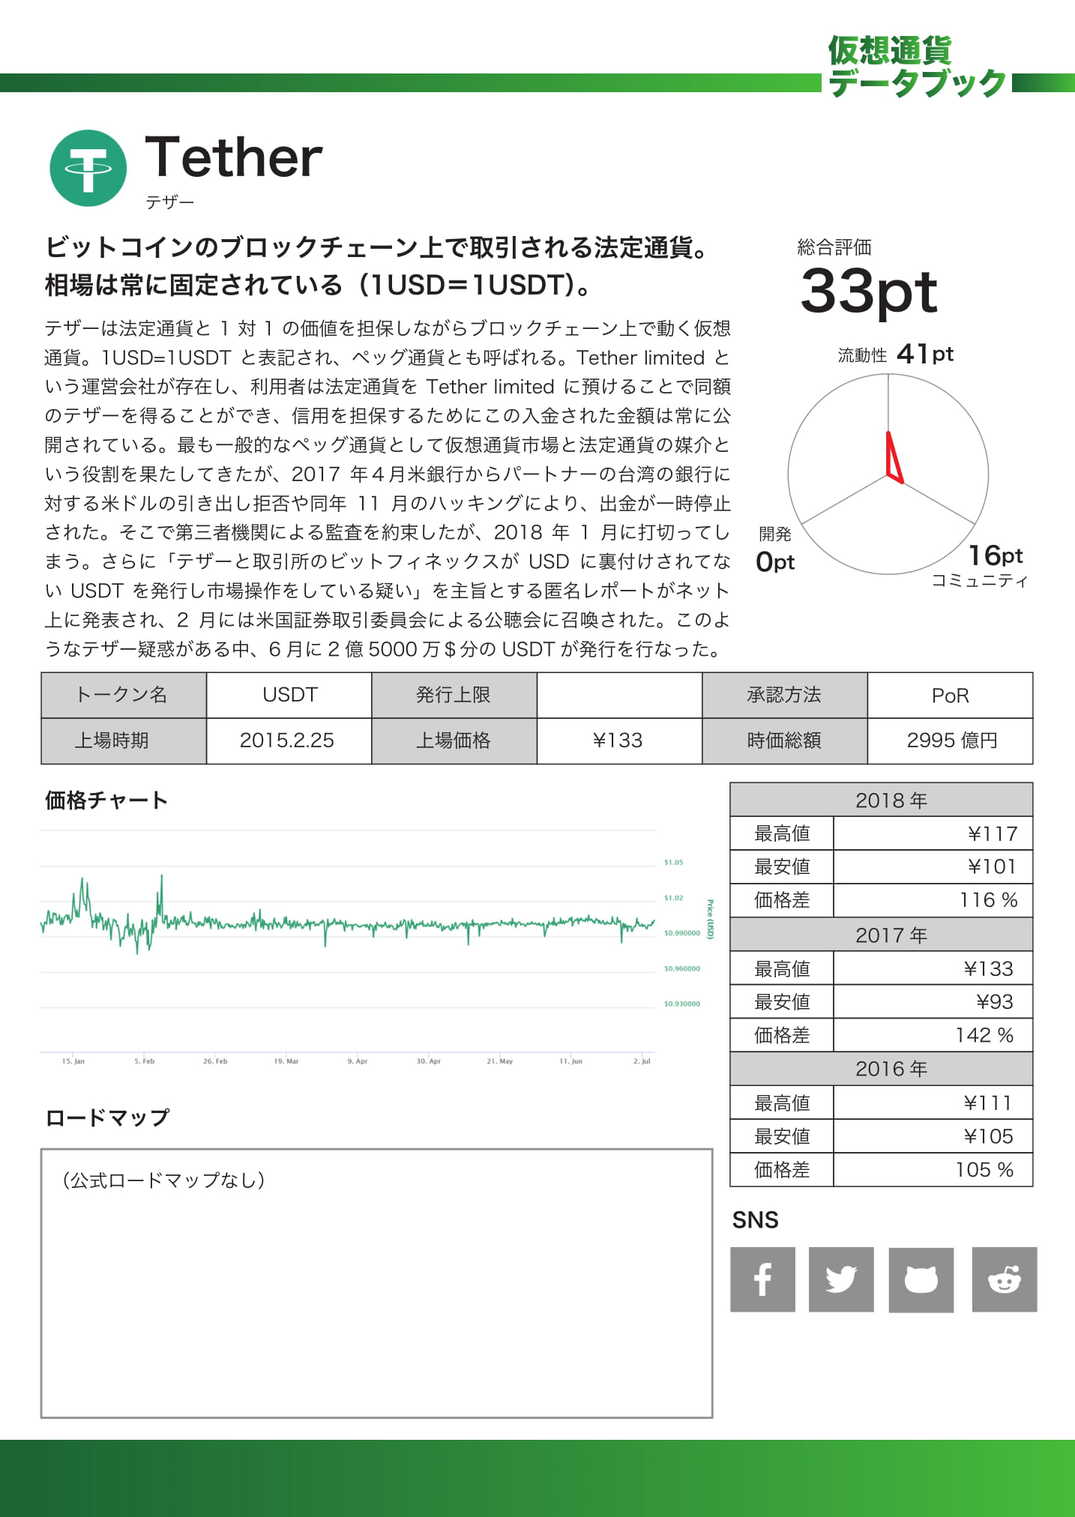 仮想通貨
データブック
Tether
テザー
ビットコインのブロックチェーン上で取引される法定通貨。
相場は常に固定されている（1USD＝1USDT）。
テザーは法定通貨と 1 対 1 の価値を担保しながらブロックチェーン上で動く仮想
通貨。1USD=1USDT と表記され、ペッグ通貨とも呼ばれる。Tether limited と
いう運営会社が存在し、利用者は法定通貨を Tether limited に預けることで同額
のテザーを得ることができ、信用を担保するためにこの入金された金額は常に公
開されている。最も一般的なペッグ通貨として仮想通貨市場と法定通貨の媒介と
いう役割を果たしてきたが、2017 年４月米銀行からパートナーの台湾の銀行に
対する米ドルの引き出し拒否や同年 11 月のハッキングにより、出金が一時停止
された。そこで第三者機関による監査を約束したが、2018 年 1 月に打切ってし
まう。さらに「テザーと取引所のビットフィネックスが USD に裏付けされてな
い USDT を発行し市場操作をしている疑い」を主旨とする匿名レポートがネット
上に発表され、2 月には米国証券取引委員会による公聴会に召喚された。このよ
うなテザー疑惑がある中、6 月に 2 億 5000 万＄分の USDT が発行を行なった。
総合評価
33pt
流動性 41pt
開発
0pt
16pt
コミュニティ
トークン名 USDT 発行上限 承認方法 PoR
上場時期 2015.2.25 上場価格 ¥133 時価総額 2995 億円
価格チャート
$1.05
$1.02
$0.990000
$0.960000
$0.930000
Price (USD)
15. Jan 5. Feb 26. Feb 19. Mar 9. Apr 30. Apr 21. May 11. Jun 2. Jul
2018 年
最高値 ¥117
最安値 ¥101
価格差 116 %
2017 年
最高値 ¥133
最安値 ¥93
価格差 142 %
2016 年
最高値 ¥111
最安値 ¥105
価格差 105 %
ロードマップ
（公式ロードマップなし）
SNS